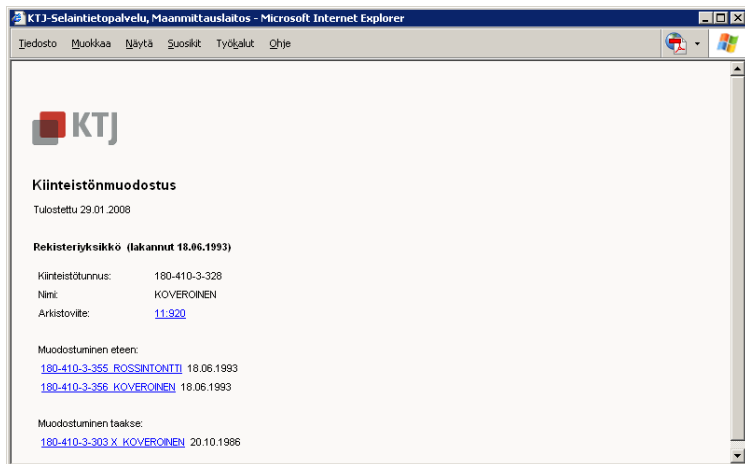 KTJ-Selaintietopalvelu, Maanmittauslaitos - Microsoft Internet Explorer
Tiedosto Muokkaa Näytä Suosikit Työkalut Ohje
KTJ
Kiinteistönmuodostus
Tulostettu 29.01.2008
Rekisteriyksikkö (lakannut 18.06.1993)
Kiinteistötunnus: 180-410-3-328
Nimi: KOVEROINEN
Arkistoviite: 11:920
Muodostuminen eteen:
180-410-3-355 ROSSINTONTTI 18.06.1993
180-410-3-356 KOVEROINEN 18.06.1993
Muodostuminen taakse:
180-410-3-303 X KOVEROINEN 20.10.1986